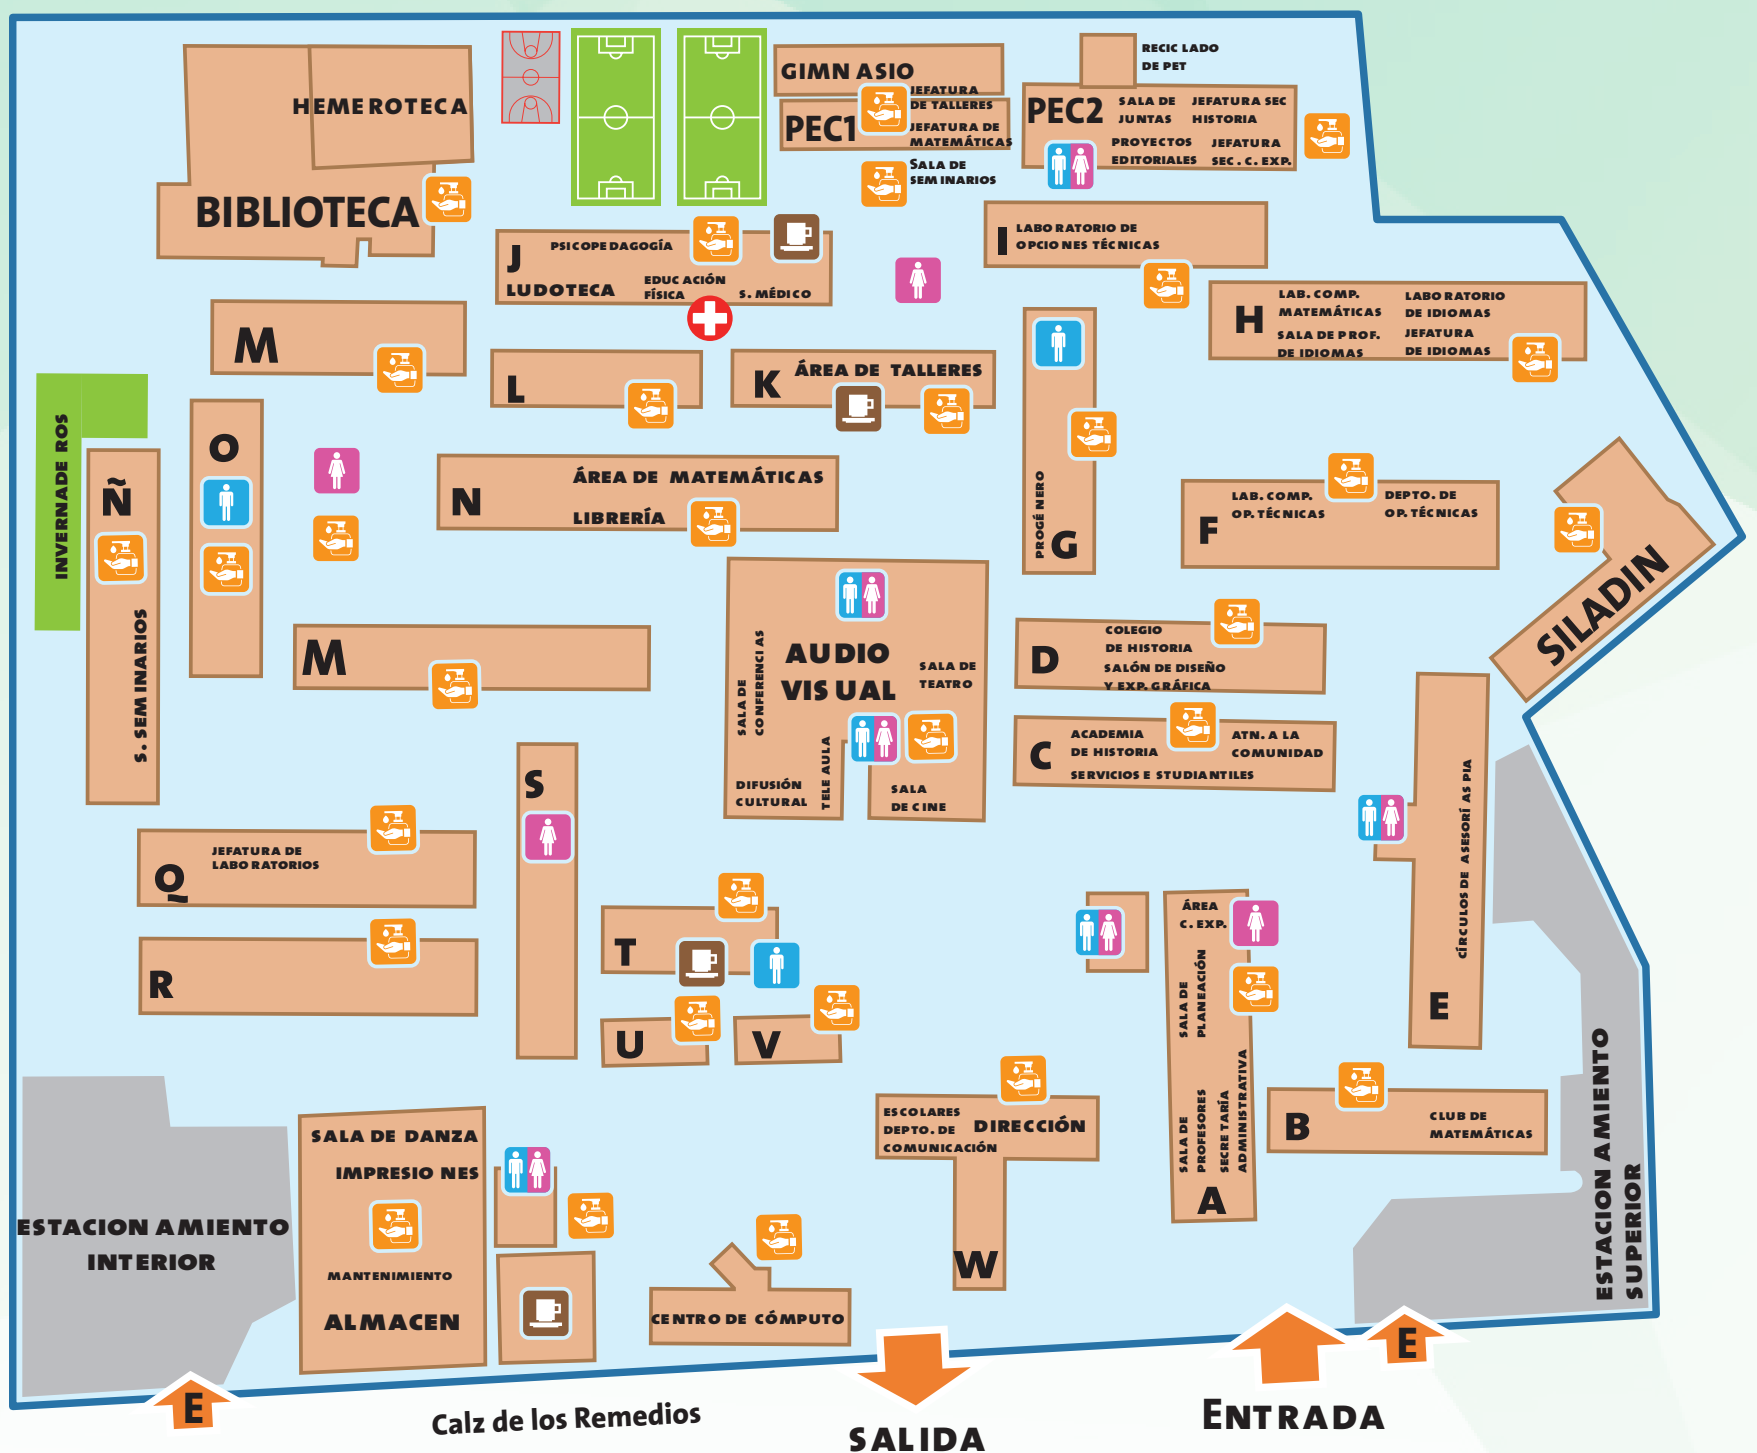 HEMEROTECA
BIBLIOTECA
GIMNASIO
JEFATURA
DE TALLERES
PEC1
JEFATURA DE
MATEMÁTICAS
SALA DE
SEMINARIOS
RECICLADO
DE PET
PEC2
SALA DE
JUNTAS
JEFATURA SEC
HISTORIA
PROYECTOS
EDITORIALES
JEFATURA
SEC. C. EXP.
J
PSICOPEDAGOGÍA
LUDOTECA
EDUCACIÓN
FÍSICA
S. MÉDICO
I
LABORATORIO DE
OPCIONES TÉCNICAS
H
LAB. COMP.
MATEMÁTICAS
SALA DE PROF.
DE IDIOMAS
LABORATORIO
DE IDIOMAS
JEFATURA
DE IDIOMAS
M
L
K
ÁREA DE TALLERES
INVERNADEROS
Ñ
S. SEMINARIOS
O
N
ÁREA DE MATEMÁTICAS
LIBRERÍA
PROGÉNERO
G
F
LAB. COMP.
OP. TÉCNICAS
DEPTO. DE
OP. TÉCNICAS
SILADIN
M
AUDIO
VISUAL
SALA DE
CONFERENCIAS
SALA DE
TEATRO
DIFUSIÓN
CULTURAL
TELE AULA
SALA
DE CINE
D
COLEGIO
DE HISTORIA
SALÓN DE DISEÑO
Y EXP. GRÁFICA
C
ACADEMIA
DE HISTORIA
ATN. A LA
COMUNIDAD
SERVICIOS ESTUDIANTILES
S
Q
JEFATURA DE
LABORATORIOS
R
T
U
V
ÁREA
C. EXP.
SALA DE
PLANEACIÓN
SALA DE
PROFESORES
SECRETARÍA
ADMINISTRATIVA
A
CÍRCULOS DE ASESORÍAS PIA
E
B
CLUB DE
MATEMÁTICAS
ESTACIONAMIENTO
SUPERIOR
ESCOLARES
DEPTO. DE
COMUNICACIÓN
DIRECCIÓN
W
ESTACIONAMIENTO
INTERIOR
SALA DE DANZA
IMPRESIONES
MANTENIMIENTO
ALMACEN
CENTRO DE CÓMPUTO
E
E
Calz de los Remedios
SALIDA
ENTRADA